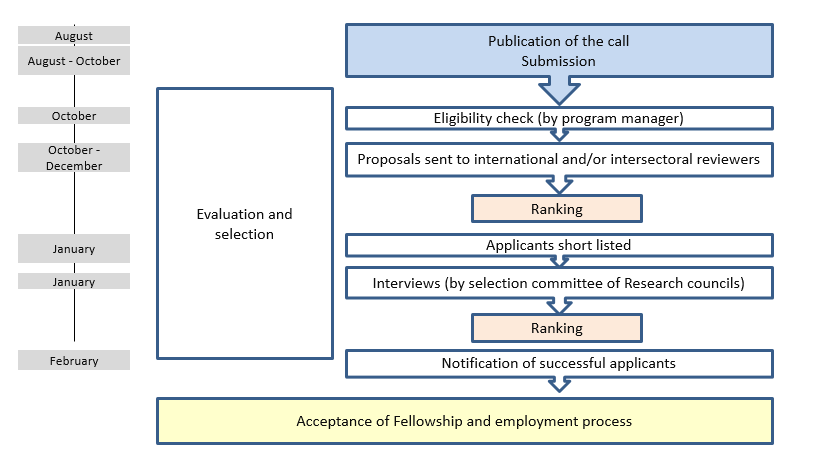 August
Publication of the call
August - October
Submission
October
Eligibility check (by program manager)
October -
December
Proposals sent to international and/or intersectoral reviewers
Ranking
Evaluation and
selection
January
Applicants short listed
January
Interviews (by selection committee of Research councils)
Ranking
February
Notification of successful applicants
Acceptance of Fellowship and employment process